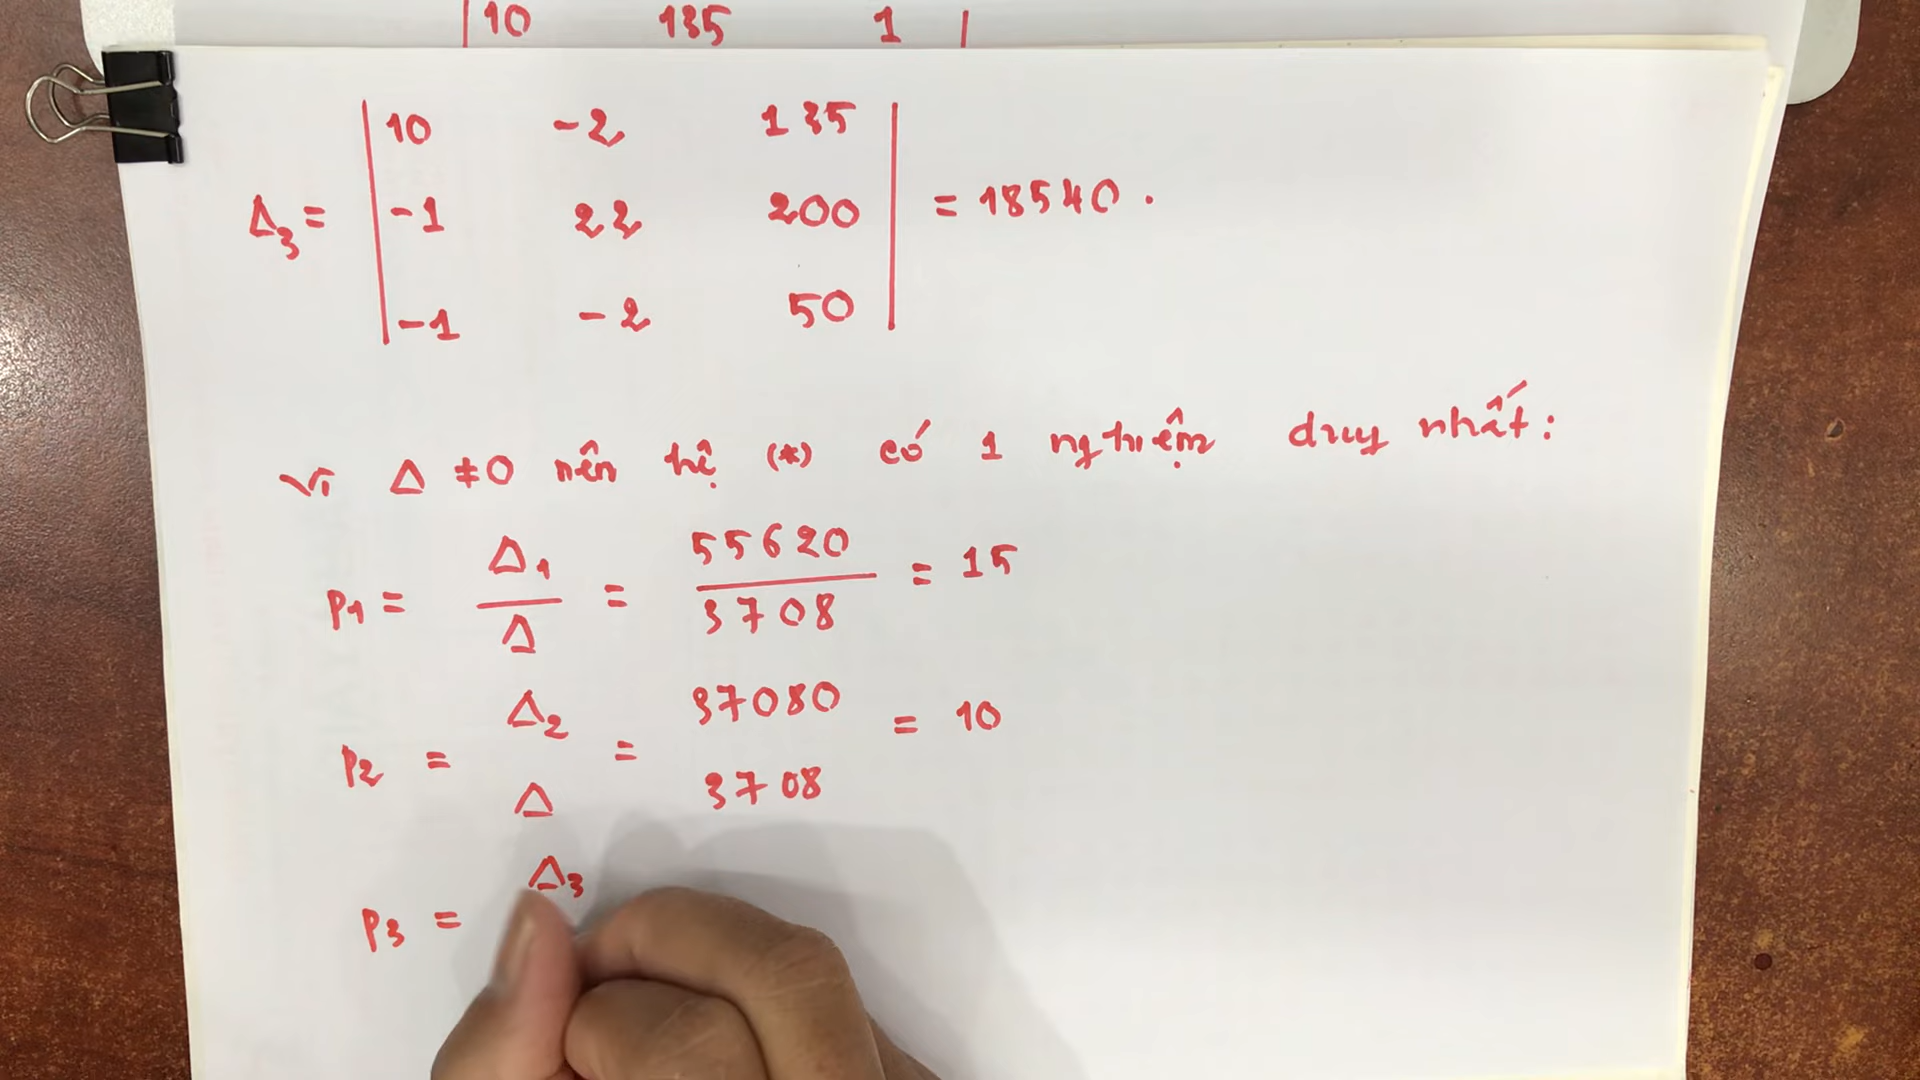 10 135 1
10 -2 135
Δ₃ = -1 22 200 = 18540.
-1 -2 50
Vì Δ ≠ 0 nên hệ (*) có 1 nghiệm duy nhất:
P₁ = Δ₁/Δ = 55620/3708 = 15
P₂ = Δ₂/Δ = 37080/3708 = 10
P₃ = Δ₃